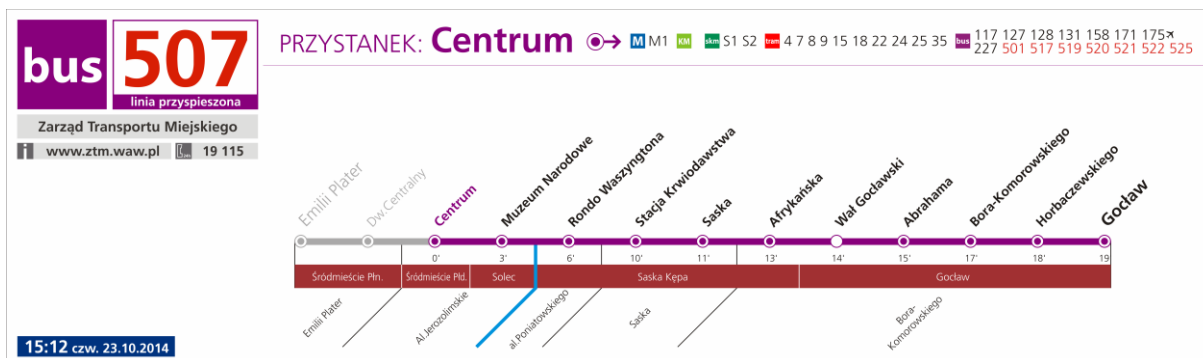 bus 507
linia przyspieszona
Zarząd Transportu Miejskiego
i www.ztm.waw.pl 19 115
PRZYSTANEK: Centrum M M1 KM skm S1 S2 tram 4 7 8 9 15 18 22 24 25 35 bus 117 127 128 131 158 171 175
227 501 517 519 520 521 522 525
Emilii Plater
Dw.Centralny
Centrum
Muzeum Narodowe
Rondo Waszyngtona
Stacja Krwiodawstwa
Saska
Afrykańska
Wał Gocławski
Abrahama
Bora-Komorowskiego
Horbaczewskiego
Gocław
0' 3' 6' 10' 11' 13' 14' 15' 17' 18' 19
Śródmieście Płn. Śródmieście Płd. Solec Saska Kępa Gocław
Emilii Plater
Al.Jerozolimskie
al.Poniatowskiego
Saska
Bora-
Komorowskiego
15:12 czw. 23.10.2014